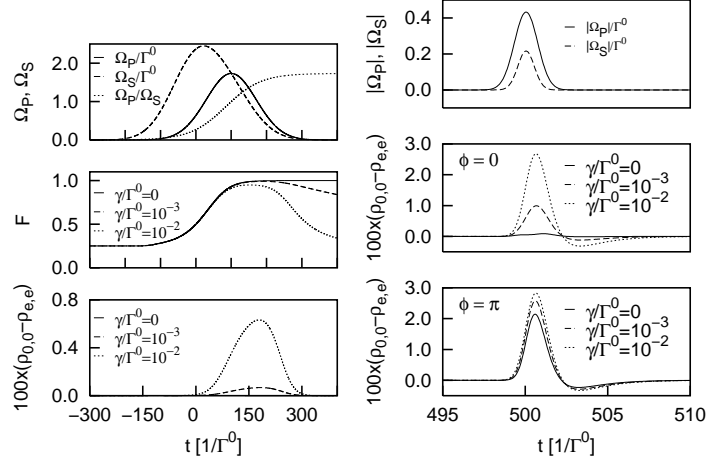 Ω_P, Ω_S
2.0
1.0
0.0
Ω_P/Γ^0
Ω_S/Γ^0
Ω_P/Ω_S
F
1.0
0.5
0.0
γ/Γ^0=0
γ/Γ^0=10^−3
γ/Γ^0=10^−2
100x(ρ_0,0−ρ_e,e)
0.8
0.4
0.0
γ/Γ^0=0
γ/Γ^0=10^−3
γ/Γ^0=10^−2
−300 −150 0 150 300
t [1/Γ^0]
|Ω_P|, |Ω_S|
0.4
0.2
0.0
|Ω_P|/Γ^0
|Ω_S|/Γ^0
100x(ρ_0,0−ρ_e,e)
3.0
2.0
1.0
0.0
ϕ = 0
γ/Γ^0=0
γ/Γ^0=10^−3
γ/Γ^0=10^−2
100x(ρ_0,0−ρ_e,e)
3.0
2.0
1.0
0.0
ϕ = π
γ/Γ^0=0
γ/Γ^0=10^−3
γ/Γ^0=10^−2
495 500 505 510
t [1/Γ^0]